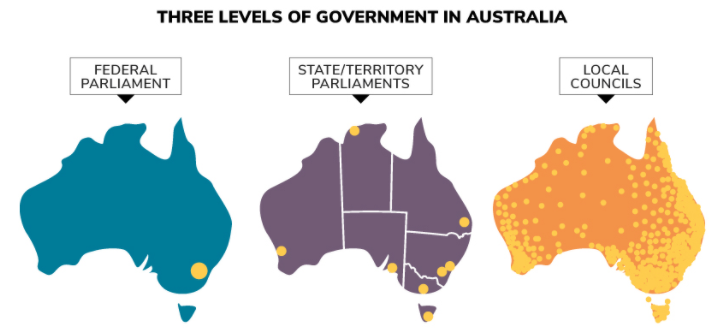 THREE LEVELS OF GOVERNMENT IN AUSTRALIA
FEDERAL
PARLIAMENT
STATE/TERRITORY
PARLIAMENTS
LOCAL
COUNCILS